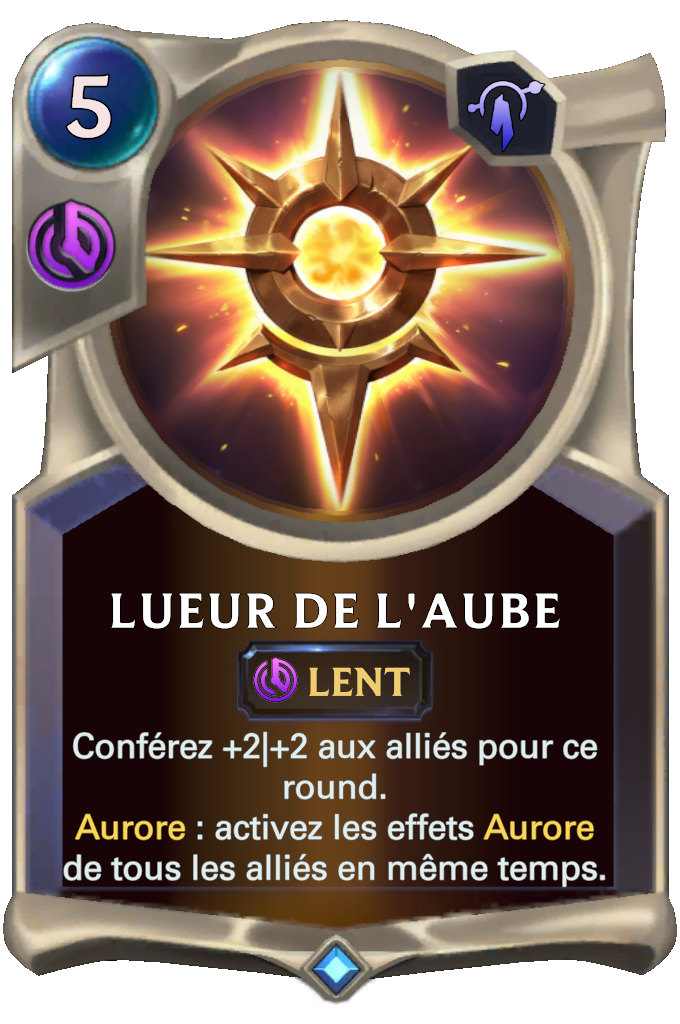 5
LUEUR DE L'AUBE
LENT
Conférez +2|+2 aux alliés pour ce
round.
Aurore : activez les effets Aurore
de tous les alliés en même temps.